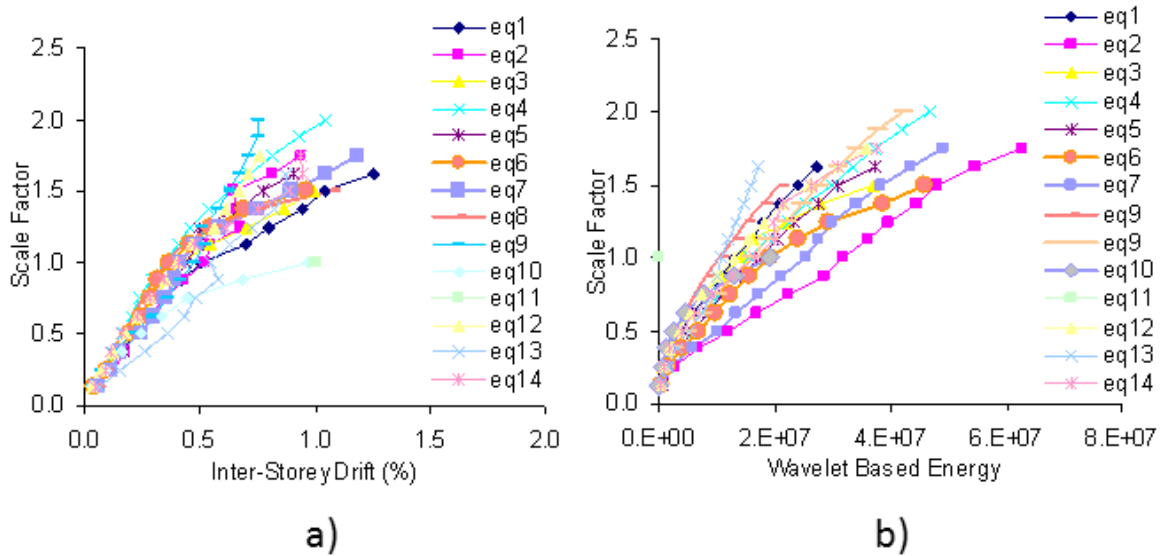 Scale Factor
2.5
2.0
1.5
1.0
0.5
0.0
0.0
0.5
1.0
1.5
2.0
Inter-Storey Drift (%)
eq1
eq2
eq3
eq4
eq5
eq6
eq7
eq8
eq9
eq10
eq11
eq12
eq13
eq14
a)
Scale Factor
2.5
2.0
1.5
1.0
0.5
0.0
0.E+00
2.E+07
4.E+07
6.E+07
8.E+07
Wavelet Based Energy
eq1
eq2
eq3
eq4
eq5
eq6
eq7
eq9
eq9
eq10
eq11
eq12
eq13
eq14
b)